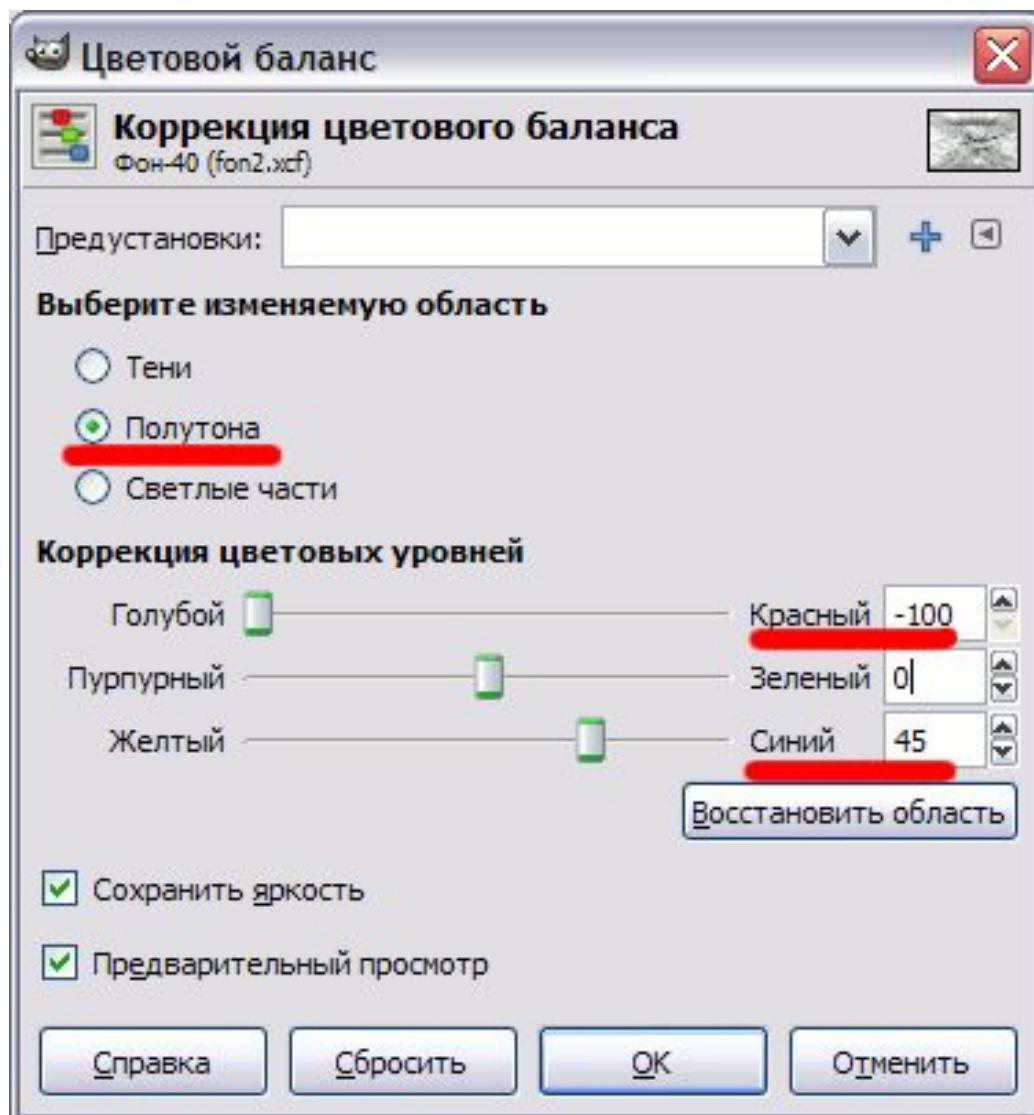 Цветовой баланс
Коррекция цветового баланса
Фон-40 (fon2.xcf)
Предустановки:
Выберите изменяемую область
Тени
Полутона
Светлые части
Коррекция цветовых уровней
Голубой Красный -100
Пурпурный Зеленый 0
Желтый Синий 45
Восстановить область
Сохранить яркость
Предварительный просмотр
Справка Сбросить OK Отменить